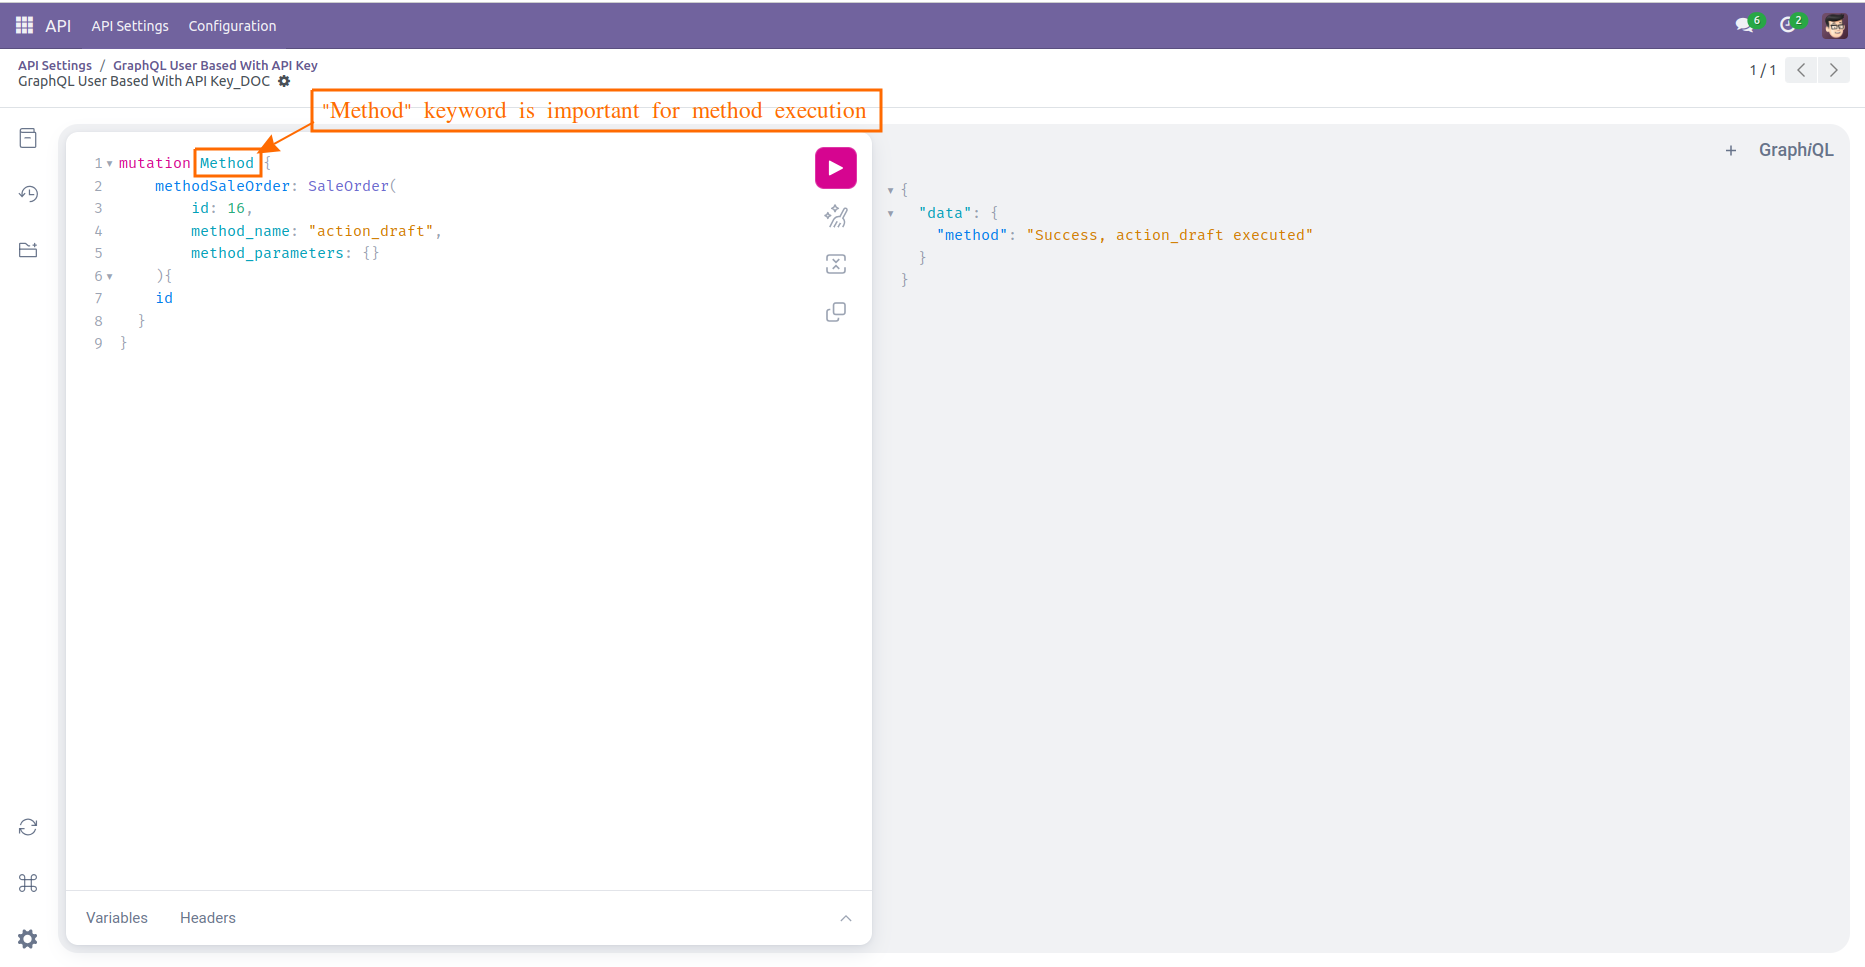 API API Settings Configuration 6 2
API Settings / GraphQL User Based With API Key
GraphQL User Based With API Key_DOC
1 / 1
"Method" keyword is important for method execution
1 mutation Method {
2 methodSaleOrder: SaleOrder(
3 id: 16,
4 method_name: "action_draft",
5 method_parameters: {}
6 ){
7 id
8 }
9 }
+ GraphiQL
{
"data": {
"method": "Success, action_draft executed"
}
}
Variables Headers